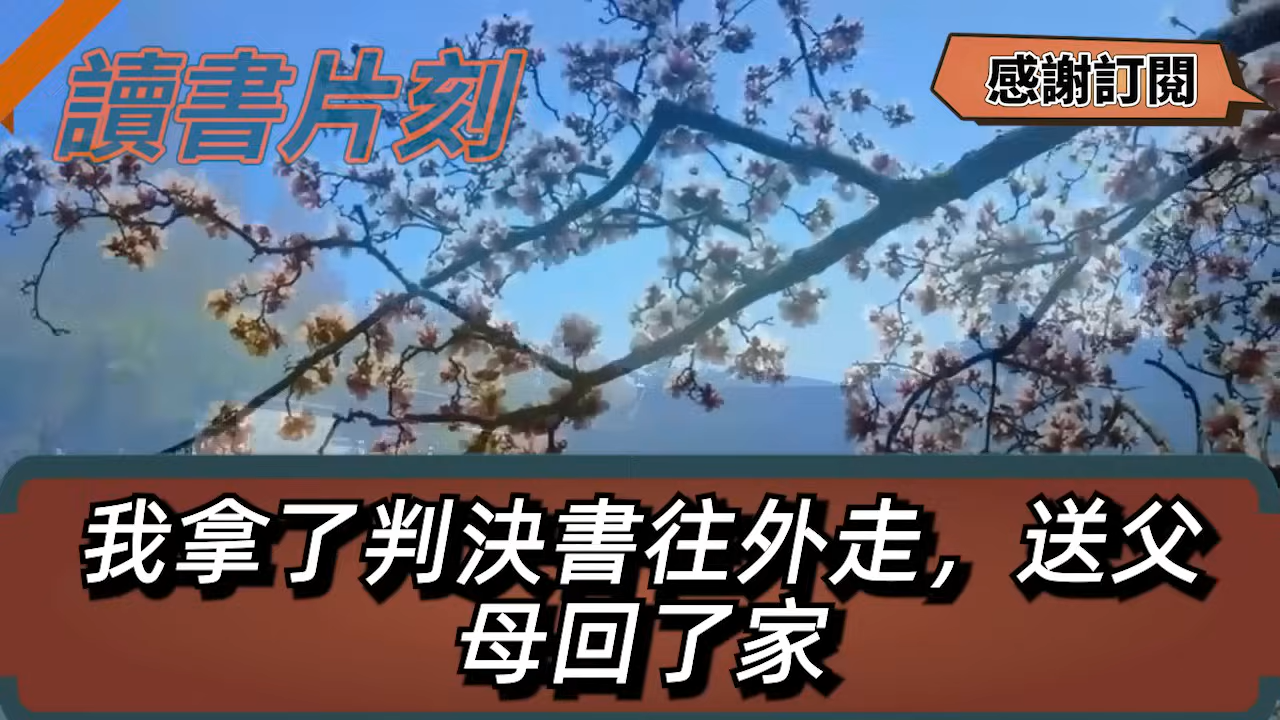 讀書片刻
感謝訂閱
我拿了判決書往外走，送父
母回了家